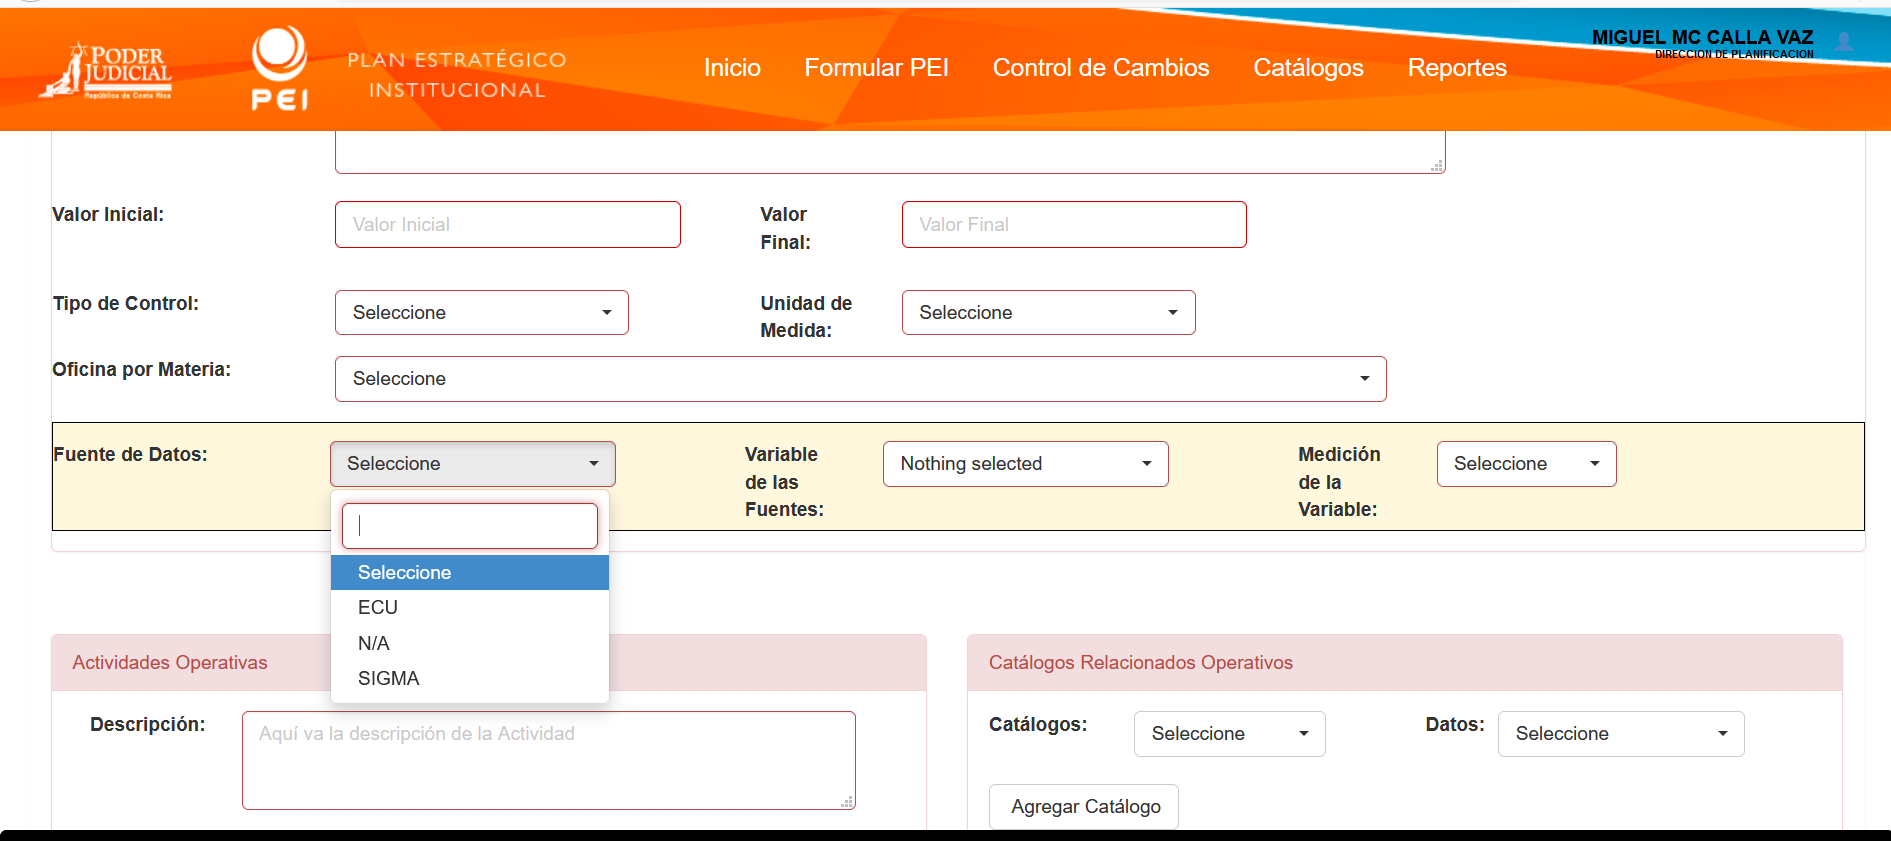 PODER
JUDICIAL
República de Costa Rica
PEI
PLAN ESTRATÉGICO
INSTITUCIONAL
Inicio
Formular PEI
Control de Cambios
Catálogos
Reportes
MIGUEL MC CALLA VAZ
DIRECCION DE PLANIFICACION
Valor Inicial:
Valor Inicial
Valor
Final:
Valor Final
Tipo de Control:
Seleccione
Unidad de
Medida:
Seleccione
Oficina por Materia:
Seleccione
Fuente de Datos:
Seleccione
Variable
de las
Fuentes:
Nothing selected
Medición
de la
Variable:
Seleccione
Seleccione
ECU
N/A
SIGMA
Actividades Operativas
Descripción:
Aquí va la descripción de la Actividad
Catálogos Relacionados Operativos
Catálogos:
Seleccione
Datos:
Seleccione
Agregar Catálogo